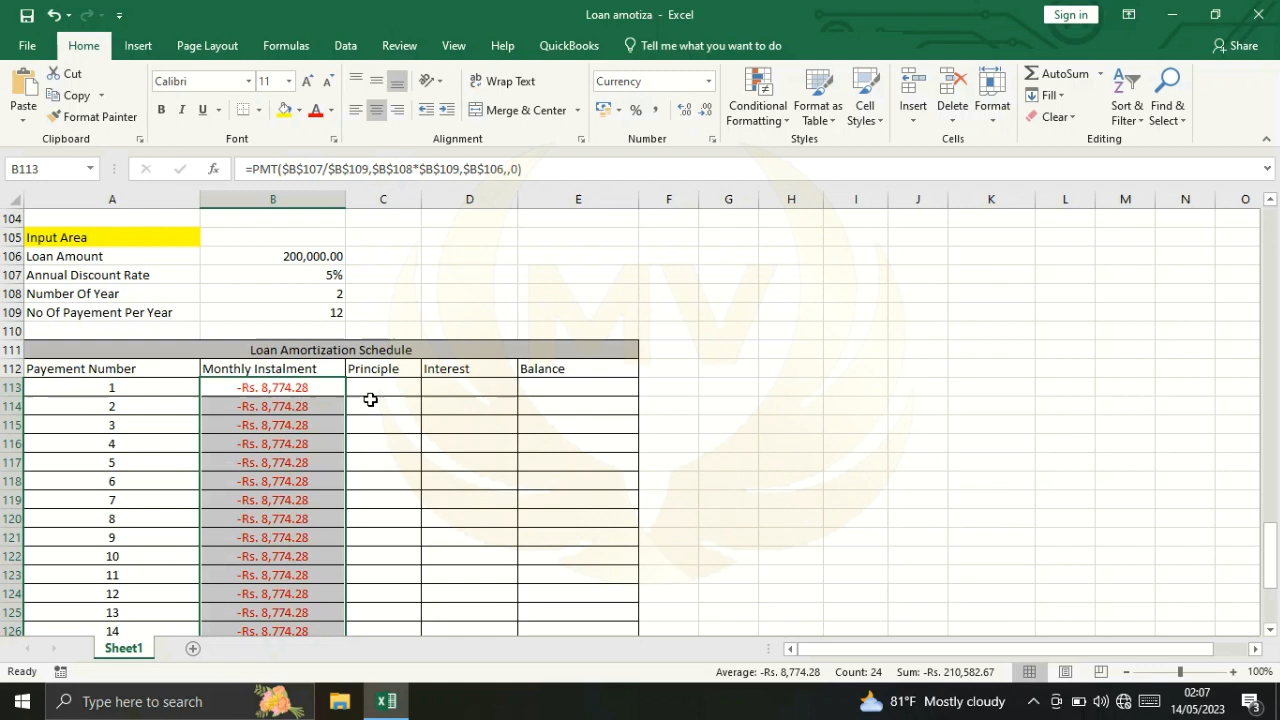 Loan amotiza - Excel
Sign in
File Home Insert Page Layout Formulas Data Review View Help QuickBooks Tell me what you want to do Share
Paste
Cut
Copy
Format Painter
Clipboard
Calibri 11
B I U A
Font
Wrap Text
Merge & Center
Alignment
Currency
% ,
Number
Conditional Formatting
Format as Table
Cell Styles
Styles
Insert
Delete
Format
Cells
AutoSum
Fill
Clear
Sort & Filter
Find & Select
Editing
B113 fx =PMT($B$107/$B$109,$B$108*$B$109,$B$106,,0)
A B C D E F G H I J K L M N O
104
105 Input Area
106 Loan Amount 200,000.00
107 Annual Discount Rate 5%
108 Number Of Year 2
109 No Of Payement Per Year 12
110
111 Loan Amortization Schedule
112 Payement Number Monthly Instalment Principle Interest Balance
113 1 -Rs. 8,774.28
114 2 -Rs. 8,774.28
115 3 -Rs. 8,774.28
116 4 -Rs. 8,774.28
117 5 -Rs. 8,774.28
118 6 -Rs. 8,774.28
119 7 -Rs. 8,774.28
120 8 -Rs. 8,774.28
121 9 -Rs. 8,774.28
122 10 -Rs. 8,774.28
123 11 -Rs. 8,774.28
124 12 -Rs. 8,774.28
125 13 -Rs. 8,774.28
126 14 -Rs. 8,774.28
MV
Sheet1
Ready Average: -Rs. 8,774.28 Count: 24 Sum: -Rs. 210,582.67 100%
Type here to search
81°F Mostly cloudy
02:07
14/05/2023
3